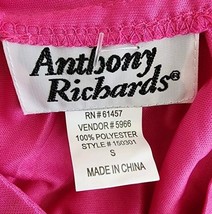 Anthony
Richards®
RN # 61457
VENDOR # 5966
100% POLYESTER
STYLE # 150301
S
MADE IN CHINA